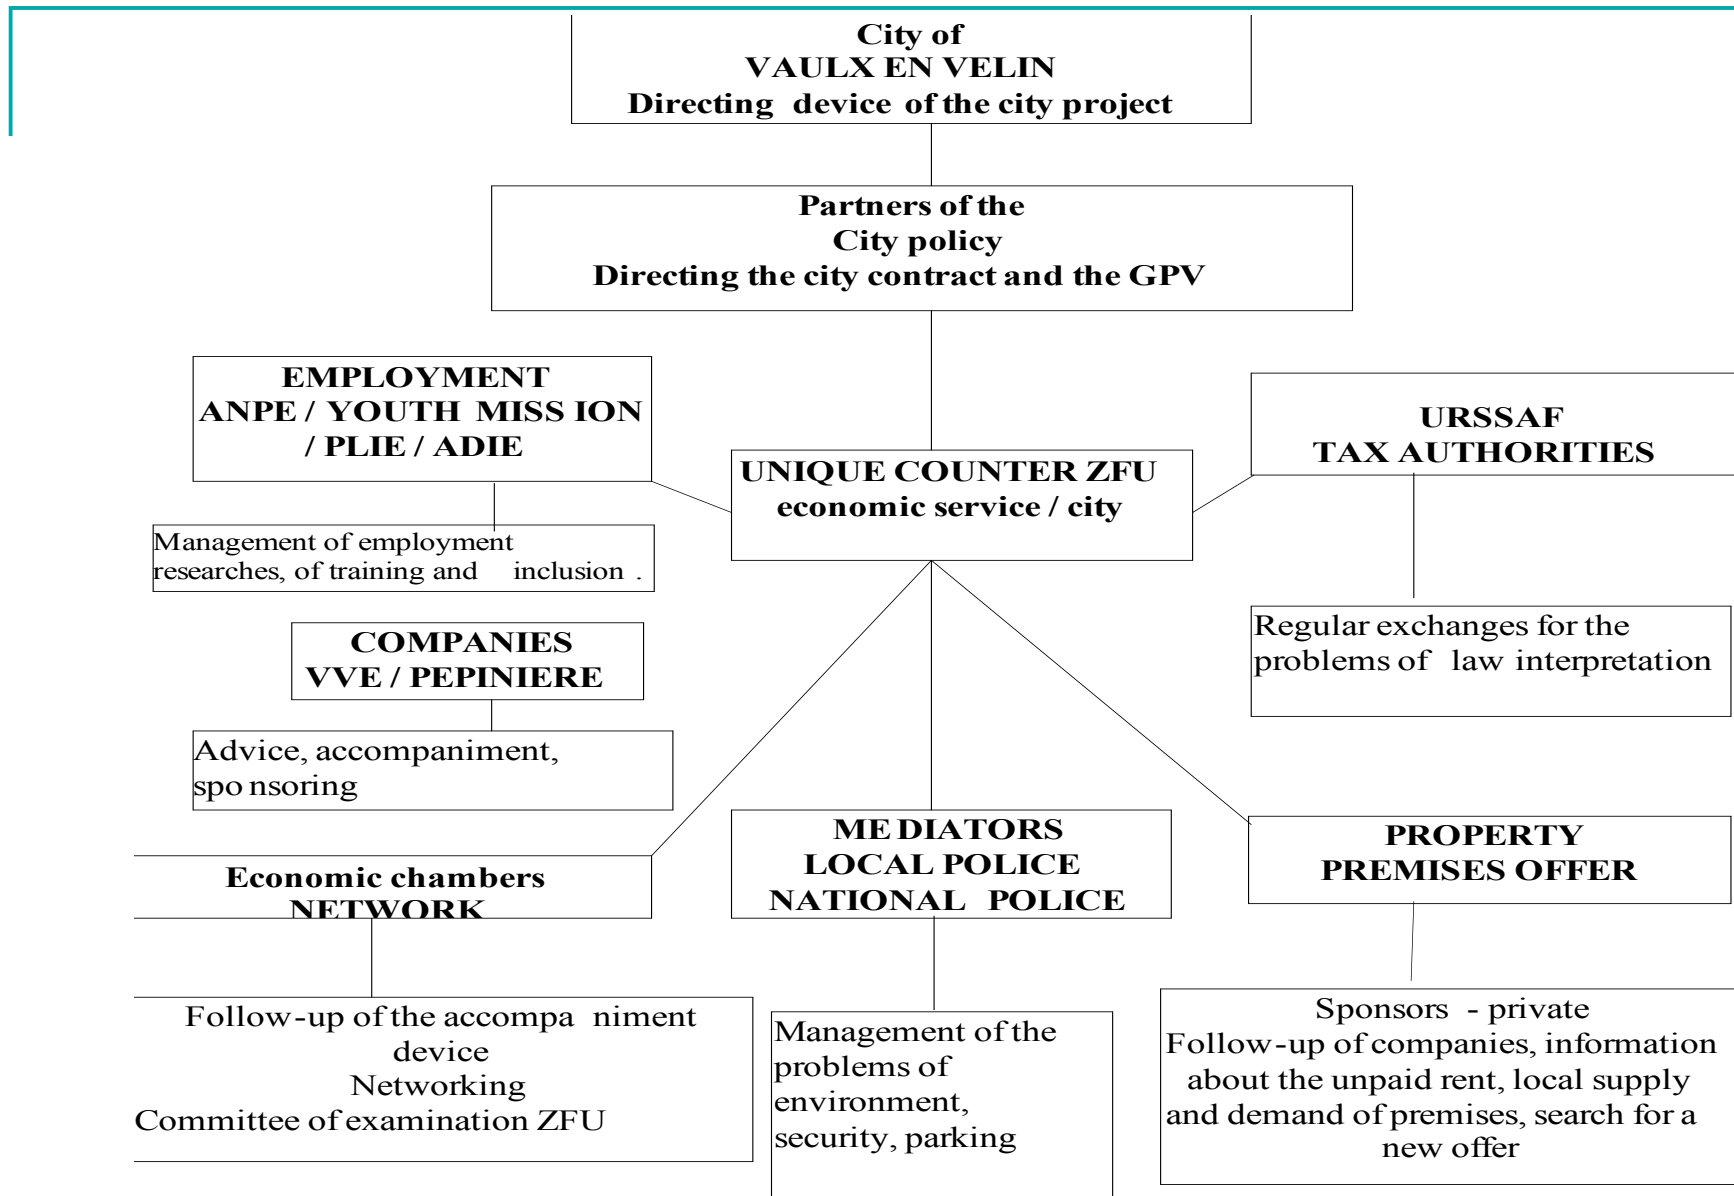 City of
VAULX EN VELIN
Directing device of the city project
Partners of the
City policy
Directing the city contract and the GPV
EMPLOYMENT
ANPE / YOUTH MISS ION
/ PLIE / ADIE
URSSAF
TAX AUTHORITIES
UNIQUE COUNTER ZFU
economic service / city
Management of employment
researches, of training and inclusion .
Regular exchanges for the
problems of law interpretation
COMPANIES
VVE / PEPINIERE
Advice, accompaniment,
spo nsoring
Economic chambers
NETWORK
ME DIATORS
LOCAL POLICE
NATIONAL POLICE
PROPERTY
PREMISES OFFER
Follow-up of the accompa niment
device
Networking
Committee of examination ZFU
Management of the
problems of
environment,
security, parking
Sponsors - private
Follow-up of companies, information
about the unpaid rent, local supply
and demand of premises, search for a
new offer